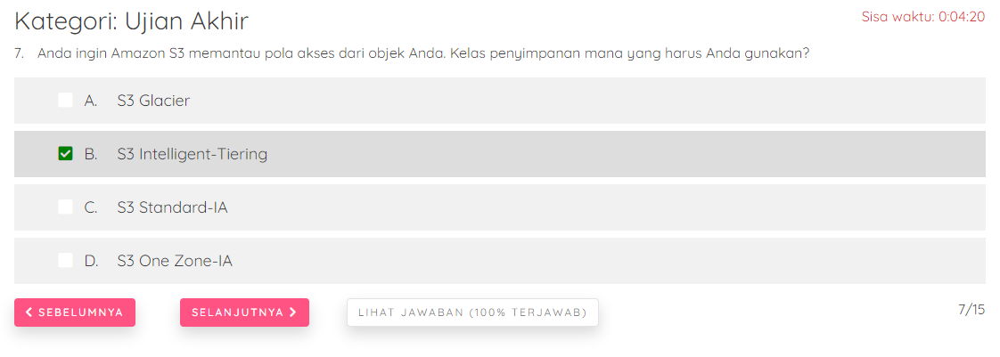 Kategori: Ujian Akhir
Sisa waktu: 0:04:20
7. Anda ingin Amazon S3 memantau pola akses dari objek Anda. Kelas penyimpanan mana yang harus Anda gunakan?
A. S3 Glacier
B. S3 Intelligent-Tiering
C. S3 Standard-IA
D. S3 One Zone-IA
SEBELUMNYA
SELANJUTNYA
LIHAT JAWABAN (100% TERJAWAB)
7/15